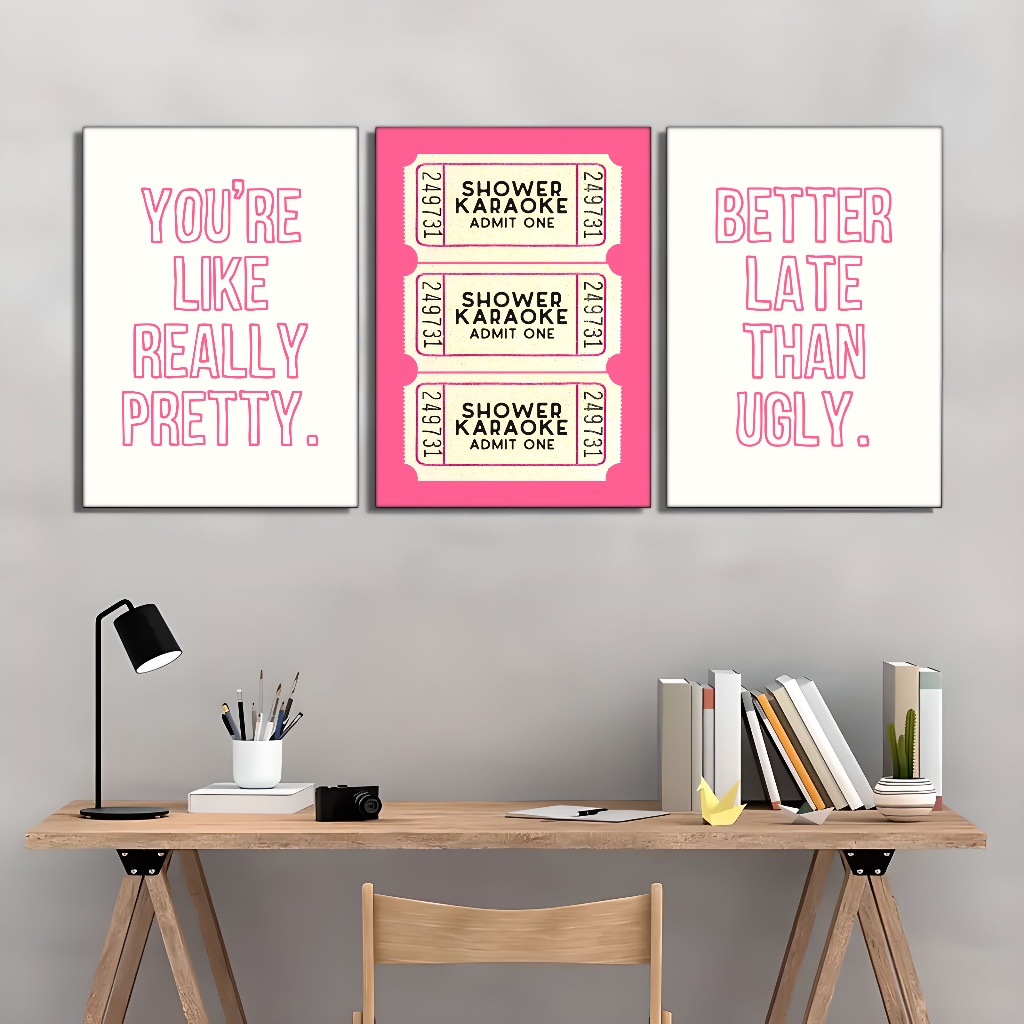 YOU'RE
LIKE
REALLY
PRETTY.
249731
SHOWER
KARAOKE
ADMIT ONE
249731
249731
SHOWER
KARAOKE
ADMIT ONE
249731
249731
SHOWER
KARAOKE
ADMIT ONE
249731
BETTER
LATE
THAN
UGLY.